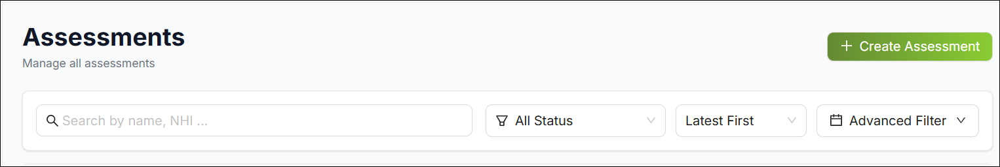 Assessments
Manage all assessments
Create Assessment
Search by name, NHI ...
All Status
Latest First
Advanced Filter